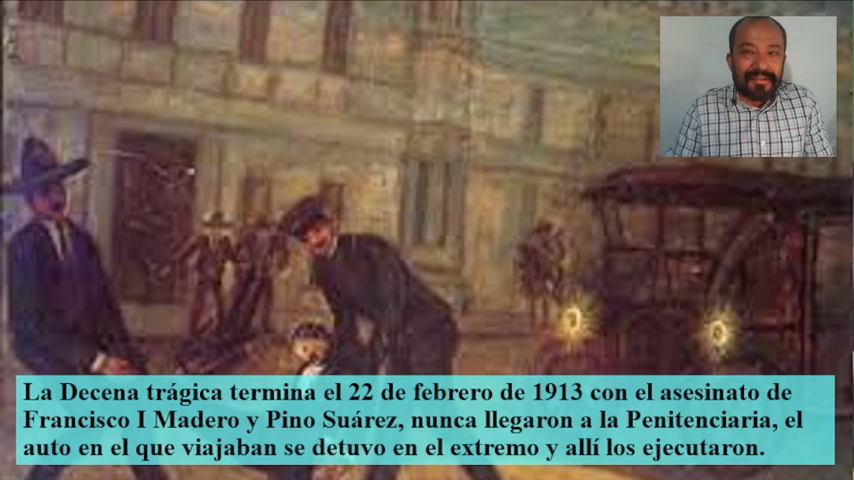 La Decena trágica termina el 22 de febrero de 1913 con el asesinato de
Francisco I Madero y Pino Suárez, nunca llegaron a la Penitenciaria, el
auto en el que viajaban se detuvo en el extremo y allí los ejecutaron.